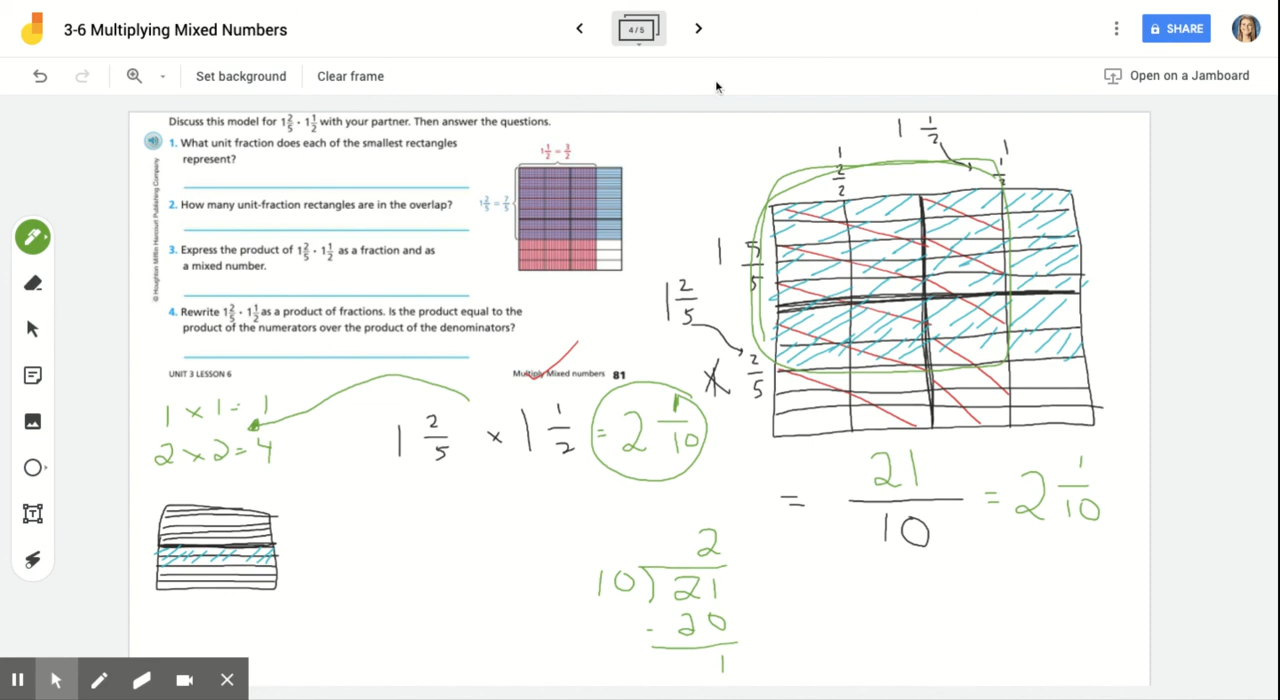 3-6 Multiplying Mixed Numbers
4/5
SHARE
Set background
Clear frame
Open on a Jamboard
Discuss this model for 1 2/5 · 1 1/2 with your partner. Then answer the questions.
1. What unit fraction does each of the smallest rectangles
represent?
2. How many unit-fraction rectangles are in the overlap?
3. Express the product of 1 2/5 · 1 1/2 as a fraction and as
a mixed number.
4. Rewrite 1 2/5 · 1 1/2 as a product of fractions. Is the product equal to the
product of the numerators over the product of the denominators?
© Houghton Mifflin Harcourt Publishing Company
1 1/2 = 3/2
1 2/5 = 7/5
UNIT 3 LESSON 6
Multiply Mixed numbers 81
1 1/2
1
2/2
1
1/2
1 5/5
1 2/5
X 2/5
1 x 1 = 1
2 x 2 = 4
1 2/5 x 1 1/2 = 2 1/10
= 21/10 = 2 1/10
2
10) 21
- 20
1